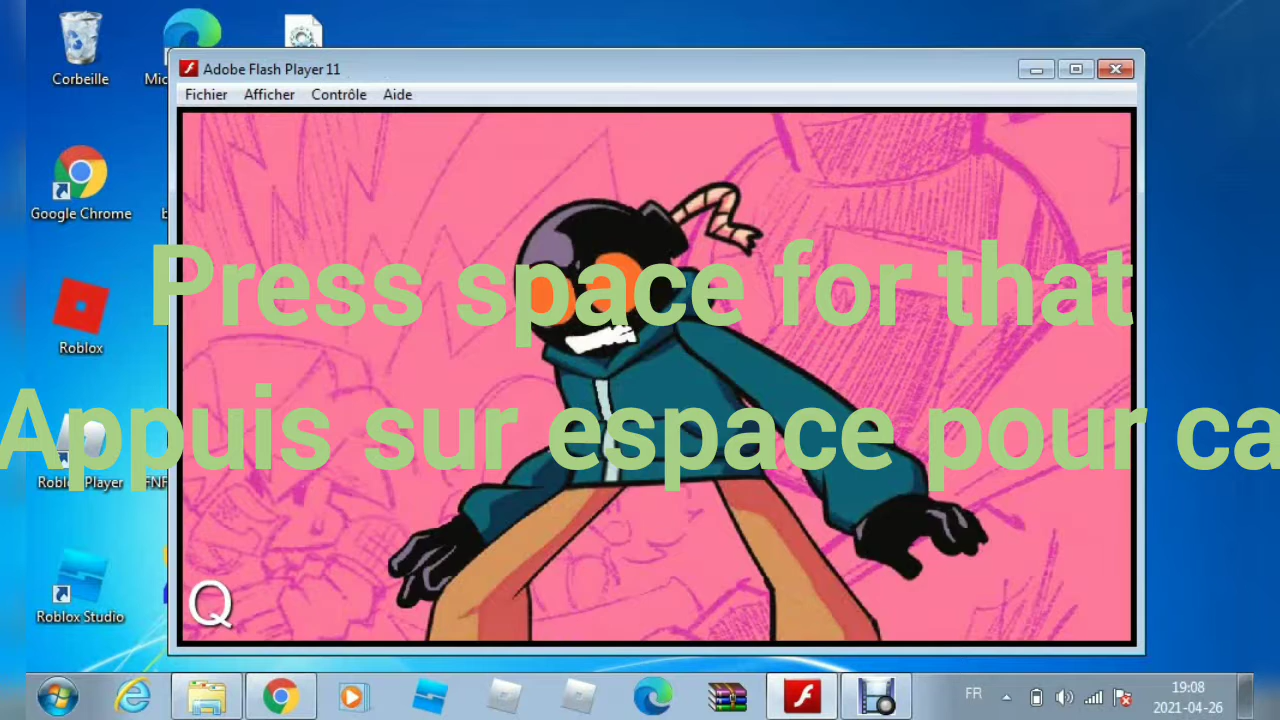 Adobe Flash Player 11
Fichier Afficher Contrôle Aide
Corbeille
Google Chrome
Roblox
Press space for that
Appuis sur espace pour ca
Roblox Player
Roblox Studio
Q
FR
19:08
2021-04-26